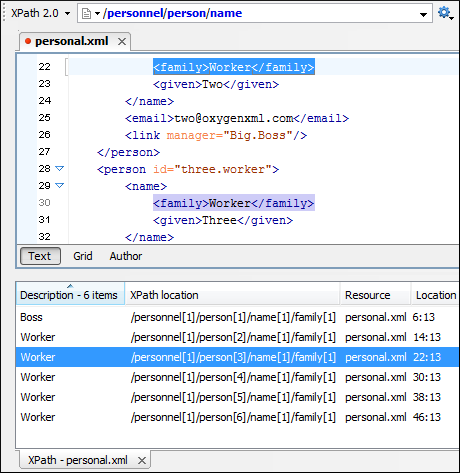 XPath 2.0 /personnel/person/name
personal.xml
22 <family>Worker</family>
23 <given>Two</given>
24 </name>
25 <email>two@oxygenxml.com</email>
26 <link manager="Big.Boss"/>
27 </person>
28 <person id="three.worker">
29 <name>
30 <family>Worker</family>
31 <given>Three</given>
32 </name>
Text Grid Author
Description - 6 items XPath location Resource Location
Boss /personnel[1]/person[1]/name[1]/family[1] personal.xml 6:13
Worker /personnel[1]/person[2]/name[1]/family[1] personal.xml 14:13
Worker /personnel[1]/person[3]/name[1]/family[1] personal.xml 22:13
Worker /personnel[1]/person[4]/name[1]/family[1] personal.xml 30:13
Worker /personnel[1]/person[5]/name[1]/family[1] personal.xml 38:13
Worker /personnel[1]/person[6]/name[1]/family[1] personal.xml 46:13
XPath - personal.xml